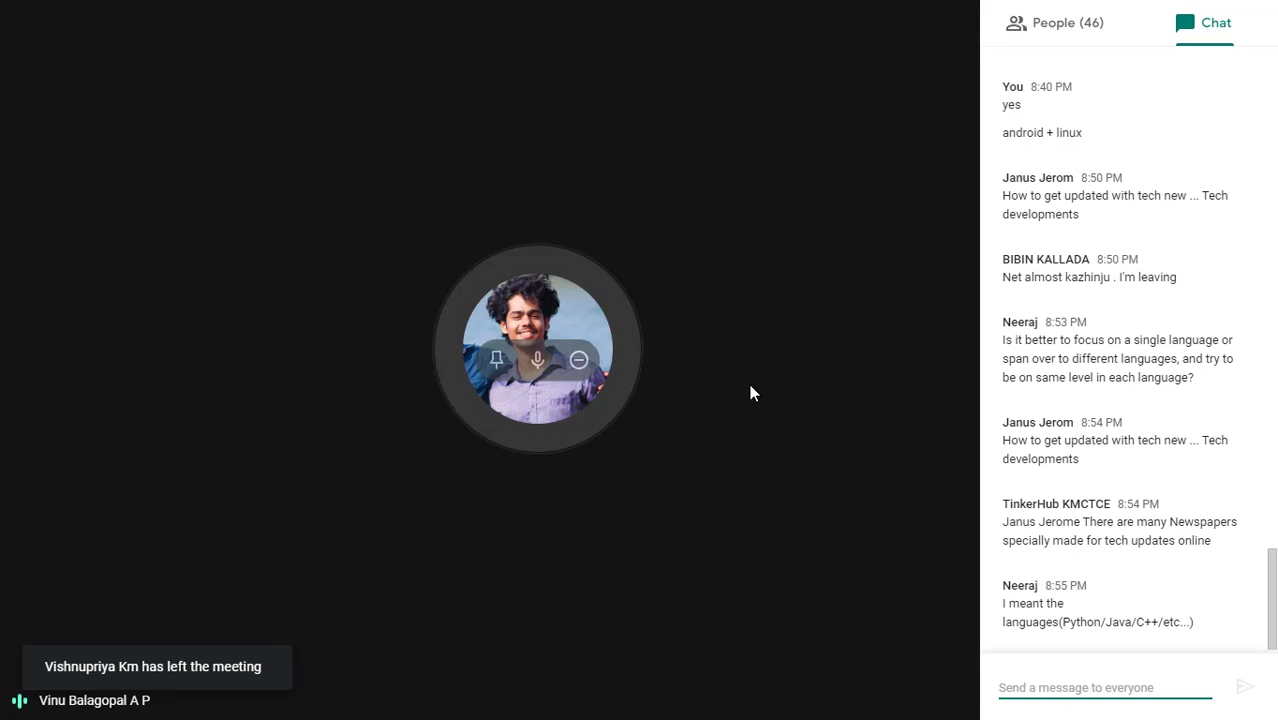 People (46)
Chat
You 8:40 PM
yes
android + linux
Janus Jerom 8:50 PM
How to get updated with tech new ... Tech
developments
BIBIN KALLADA 8:50 PM
Net almost kazhinju . I'm leaving
Neeraj 8:53 PM
Is it better to focus on a single language or
span over to different languages, and try to
be on same level in each language?
Janus Jerom 8:54 PM
How to get updated with tech new ... Tech
developments
TinkerHub KMCTCE 8:54 PM
Janus Jerome There are many Newspapers
specially made for tech updates online
Neeraj 8:55 PM
I meant the
languages(Python/Java/C++/etc...)
Send a message to everyone
Vishnupriya Km has left the meeting
Vinu Balagopal A P